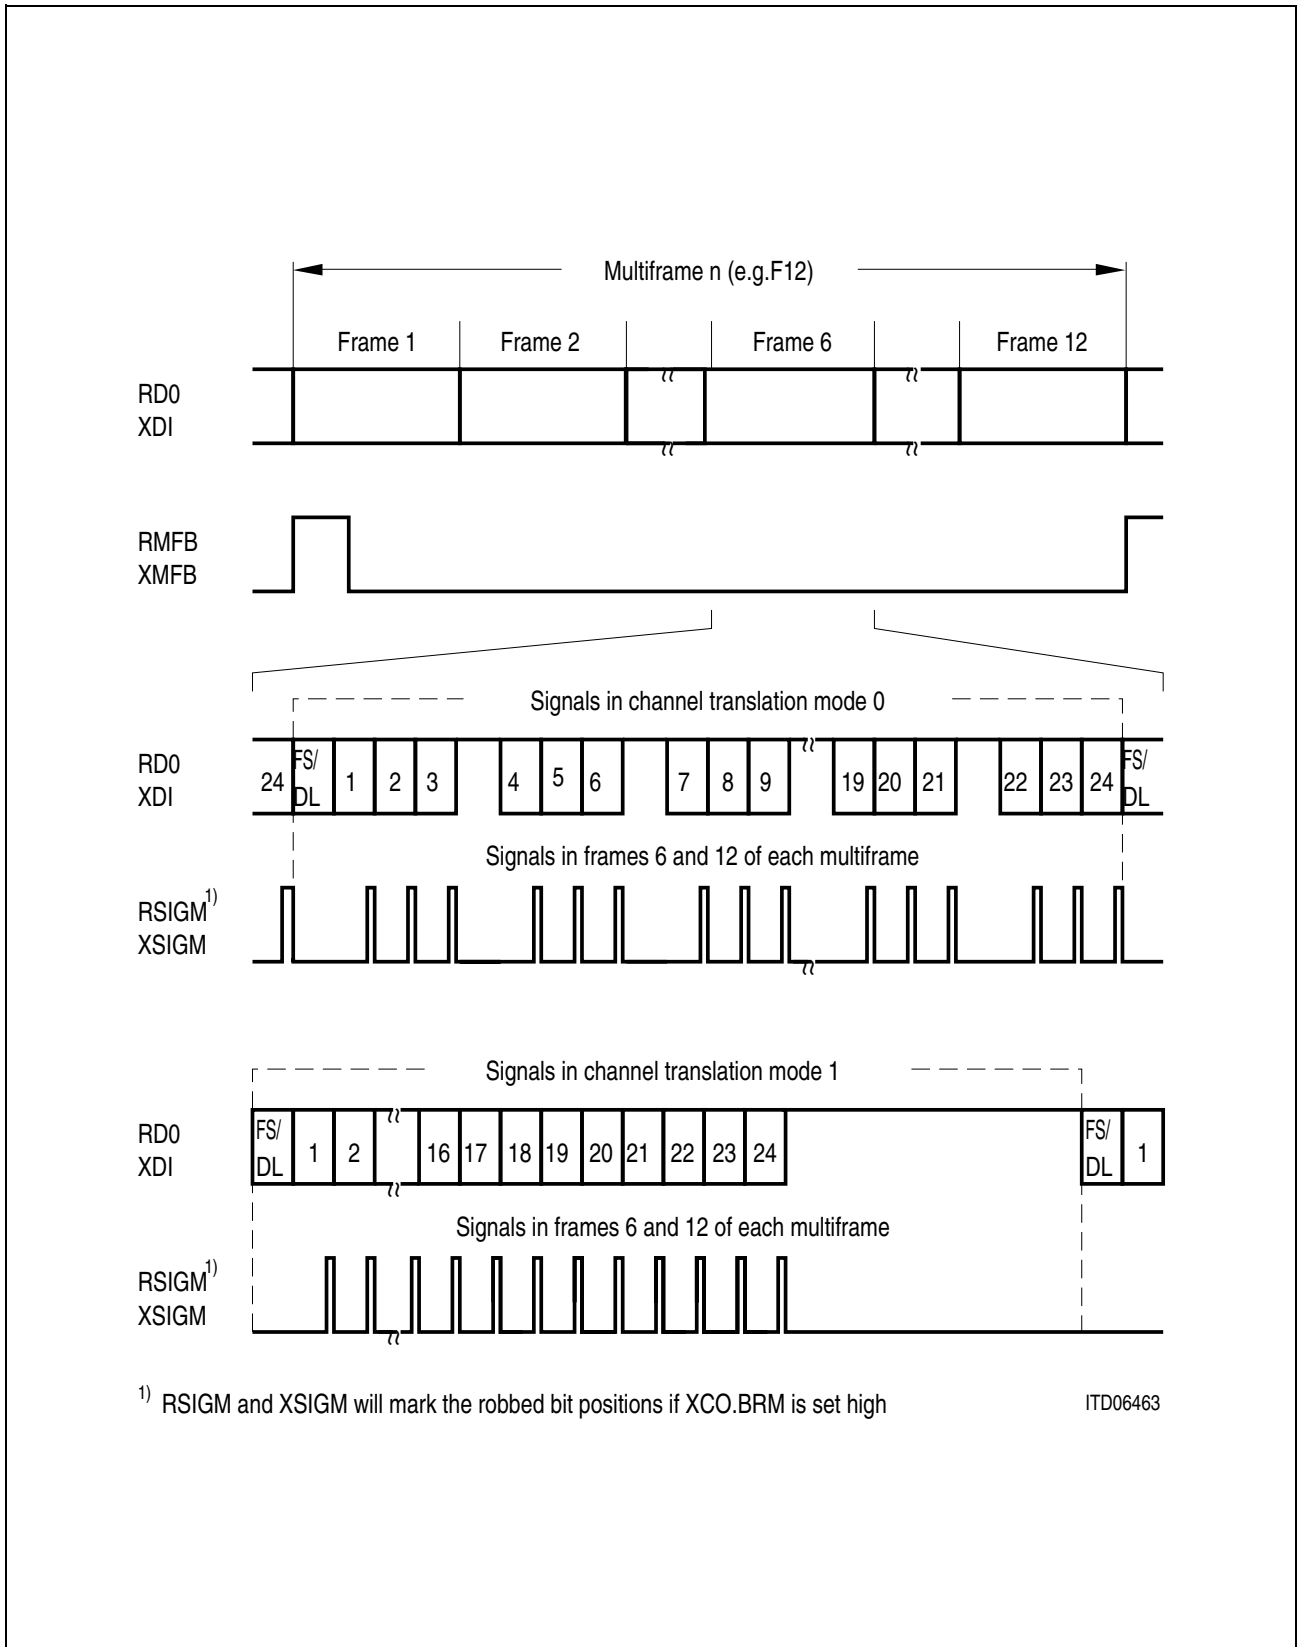 Multiframe n (e.g.F12)
Frame 1 Frame 2 Frame 6 Frame 12
RD0
XDI
RMFB
XMFB
Signals in channel translation mode 0
RD0
XDI
24 FS/ DL 1 2 3 4 5 6 7 8 9 19 20 21 22 23 24 FS/ DL
Signals in frames 6 and 12 of each multiframe
RSIGM 1)
XSIGM
Signals in channel translation mode 1
RD0
XDI
FS/ DL 1 2 16 17 18 19 20 21 22 23 24 FS/ DL 1
Signals in frames 6 and 12 of each multiframe
RSIGM 1)
XSIGM
1) RSIGM and XSIGM will mark the robbed bit positions if XCO.BRM is set high
ITD06463